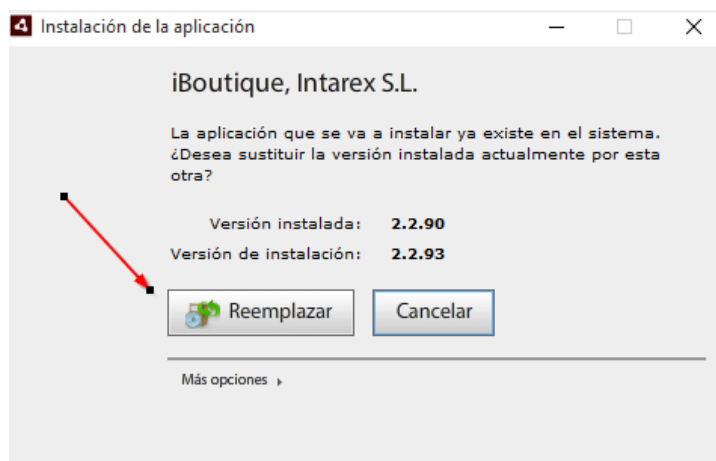 Instalación de la aplicación
iBoutique, Intarex S.L.
La aplicación que se va a instalar ya existe en el sistema.
¿Desea sustituir la versión instalada actualmente por esta
otra?
Versión instalada: 2.2.90
Versión de instalación: 2.2.93
Reemplazar Cancelar
Más opciones